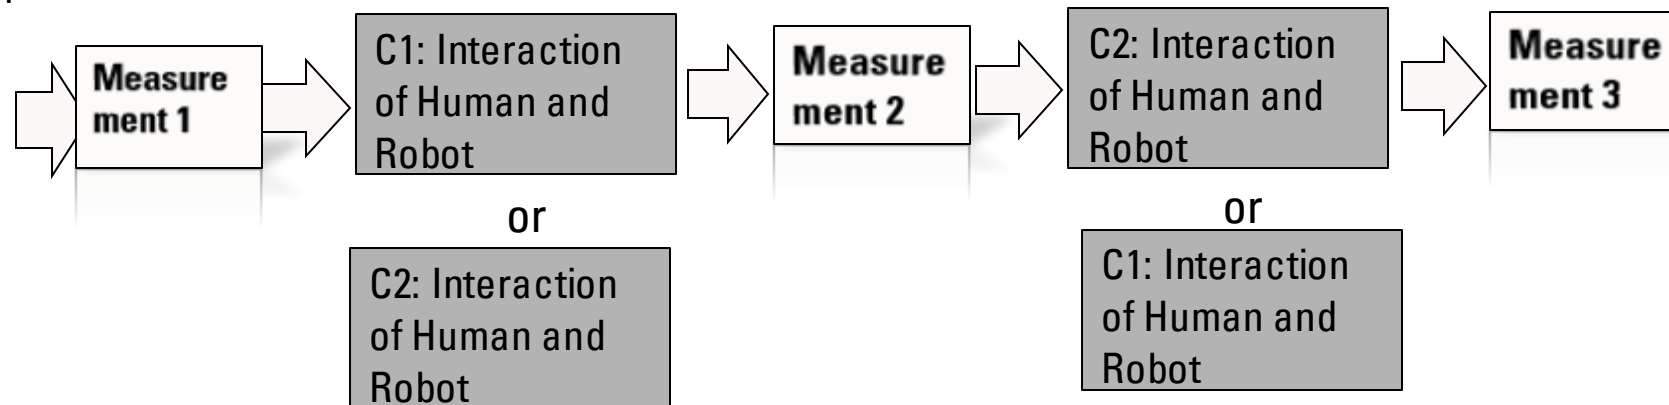 Measure
ment 1
C1: Interaction
of Human and
Robot
or
C2: Interaction
of Human and
Robot
Measure
ment 2
C2: Interaction
of Human and
Robot
or
C1: Interaction
of Human and
Robot
Measure
ment 3